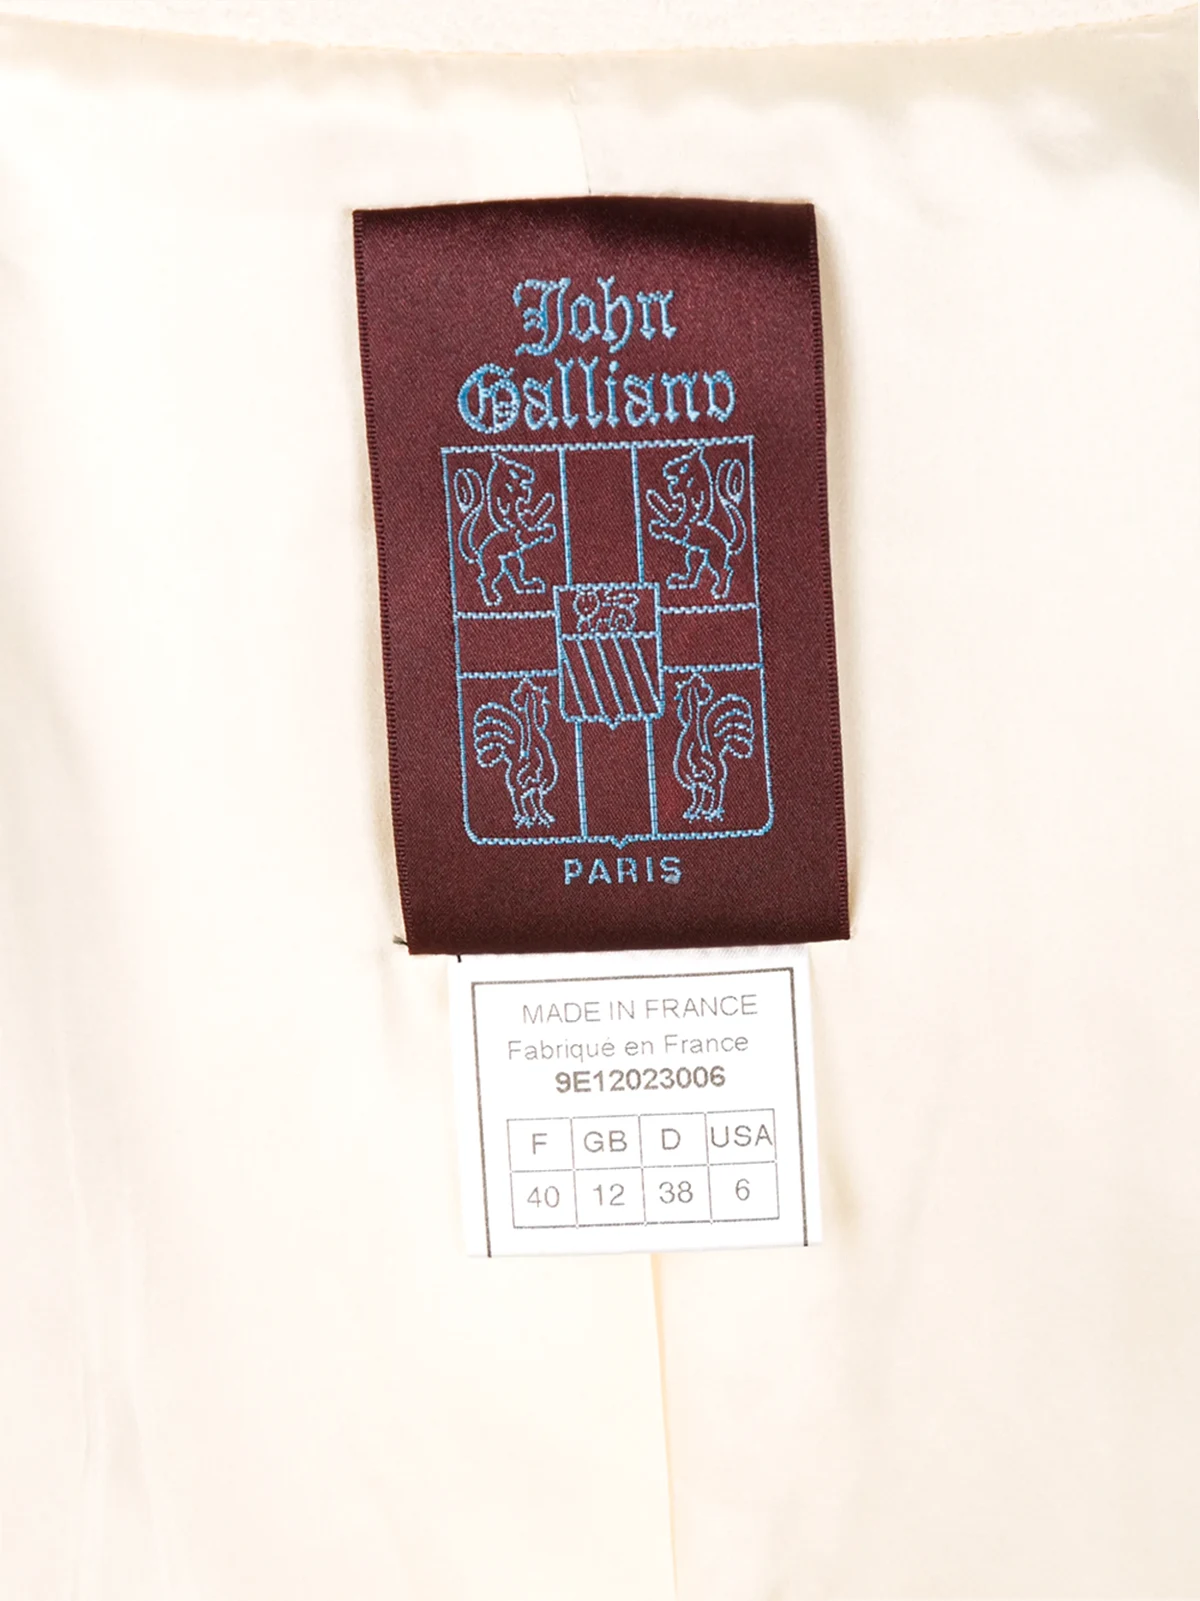 John
Galliano
PARIS
MADE IN FRANCE
Fabriqué en France
9E12023006
F GB D USA
40 12 38 6